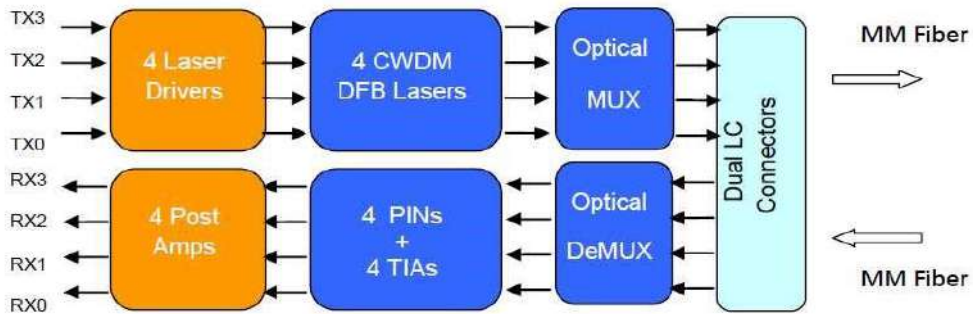 TX3
TX2
TX1
TX0
4 Laser
Drivers
4 CWDM
DFB Lasers
Optical
MUX
Dual LC
Connectors
MM Fiber
RX3
RX2
RX1
RX0
4 Post
Amps
4 PINs
+
4 TIAs
Optical
DeMUX
MM Fiber